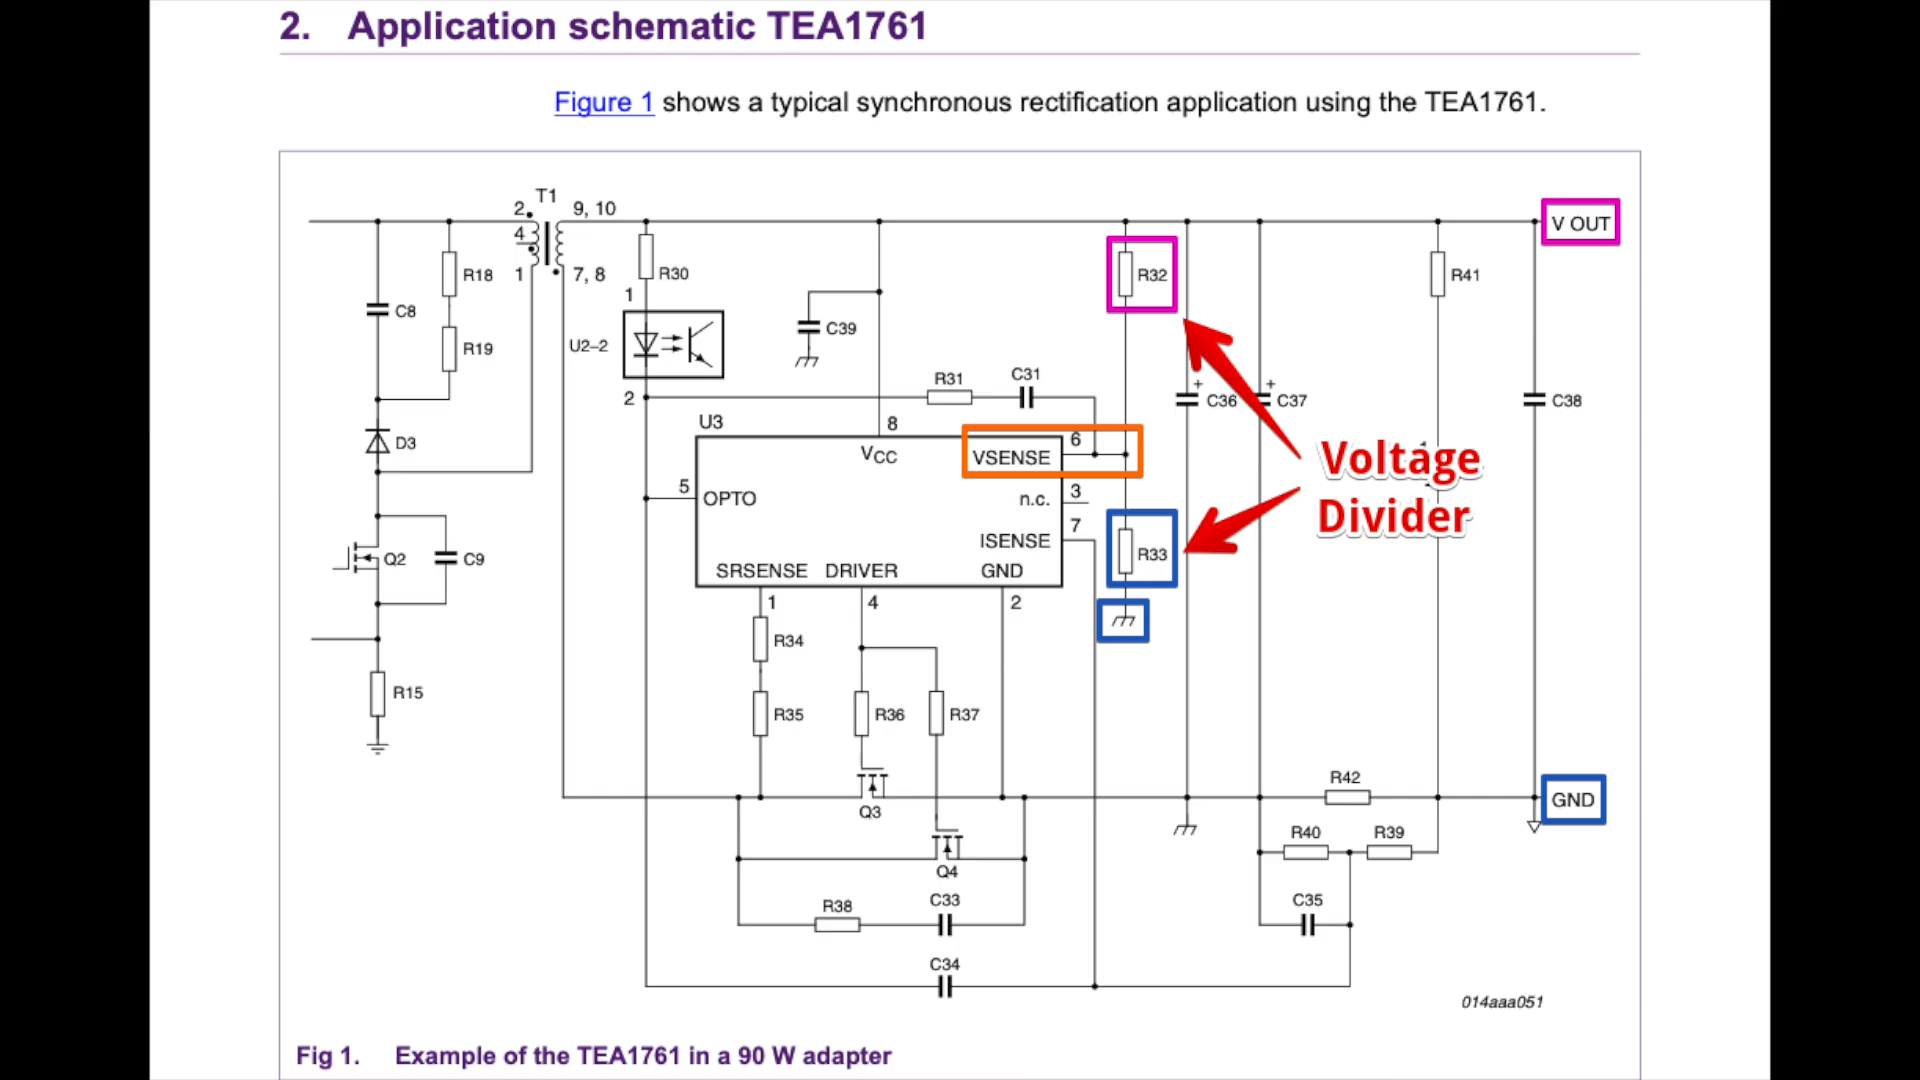 2. Application schematic TEA1761
Figure 1 shows a typical synchronous rectification application using the TEA1761.
T1
2
9, 10
4
1
7, 8
V OUT
R18
R30
R32
R41
1
C8
C39
R19
U2–2
R31
C31
2
C36
+
C37
+
C38
U3
8
6
D3
VCC
VSENSE
Voltage
Divider
5
OPTO
3
n.c.
7
ISENSE
R33
Q2
C9
SRSENSE DRIVER GND
1
4
2
R34
R15
R35
R36
R37
R42
GND
Q3
R40
R39
Q4
R38
C33
C35
C34
014aaa051
Fig 1. Example of the TEA1761 in a 90 W adapter